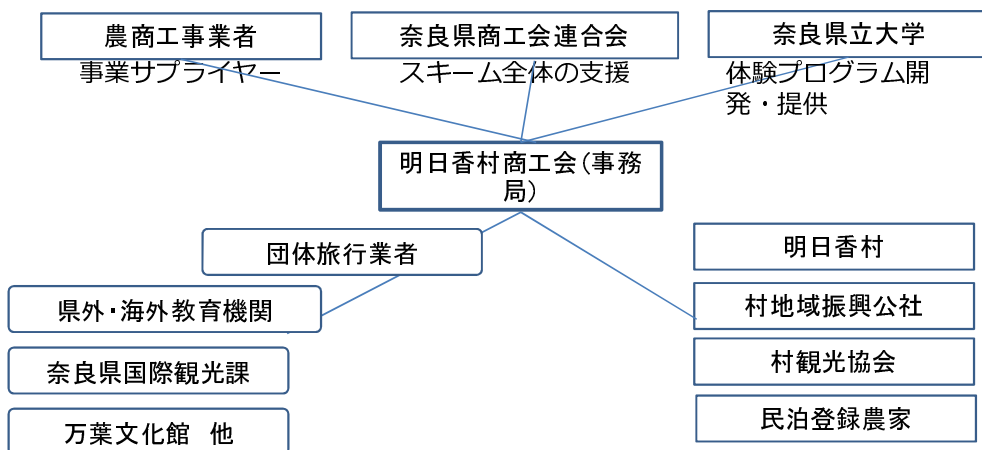 農商工事業者
事業サプライヤー
奈良県商工会連合会
スキーム全体の支援
奈良県立大学
体験プログラム開
発・提供
明日香村商工会（事務
局）
団体旅行業者
県外・海外教育機関
奈良県国際観光課
万葉文化館　他
明日香村
村地域振興公社
村観光協会
民泊登録農家